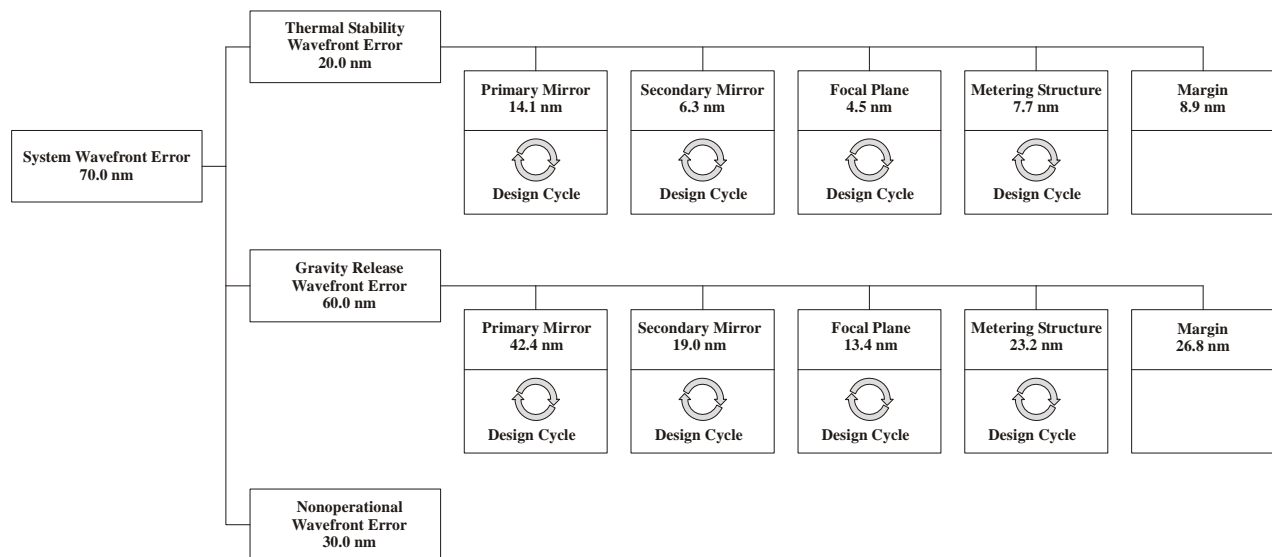 Thermal Stability
Wavefront Error
20.0 nm
Primary Mirror
14.1 nm
Design Cycle
Secondary Mirror
6.3 nm
Design Cycle
Focal Plane
4.5 nm
Design Cycle
Metering Structure
7.7 nm
Design Cycle
Margin
8.9 nm
System Wavefront Error
70.0 nm
Gravity Release
Wavefront Error
60.0 nm
Primary Mirror
42.4 nm
Design Cycle
Secondary Mirror
19.0 nm
Design Cycle
Focal Plane
13.4 nm
Design Cycle
Metering Structure
23.2 nm
Design Cycle
Margin
26.8 nm
Nonoperational
Wavefront Error
30.0 nm